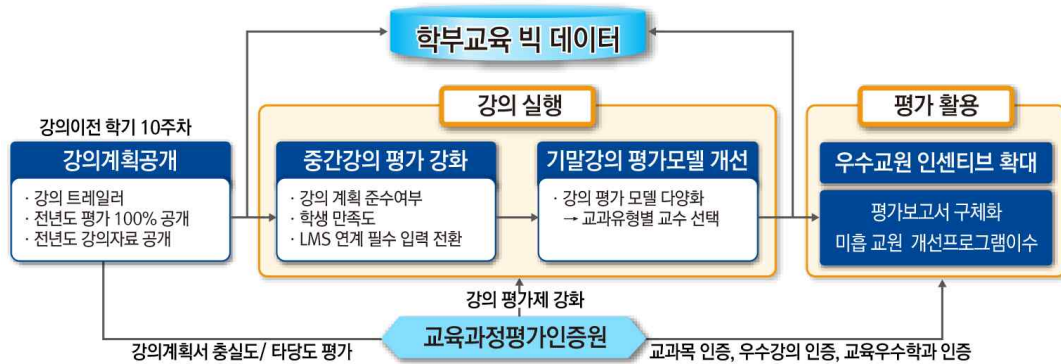 학부교육 빅 데이터
강의 실행
평가 활용
강의이전 학기 10주차
강의계획공개
· 강의 트레일러
· 전년도 평가 100% 공개
· 전년도 강의자료 공개
중간강의 평가 강화
· 강의 계획 준수여부
· 학생 만족도
· LMS 연계 필수 입력 전환
기말강의 평가모델 개선
· 강의 평가 모델 다양화
→ 교과유형별 교수 선택
우수교원 인센티브 확대
평가보고서 구체화
미흡 교원 개선프로그램이수
강의 평가제 강화
교육과정평가인증원
강의계획서 충실도/ 타당도 평가
교과목 인증, 우수강의 인증, 교육우수학과 인증